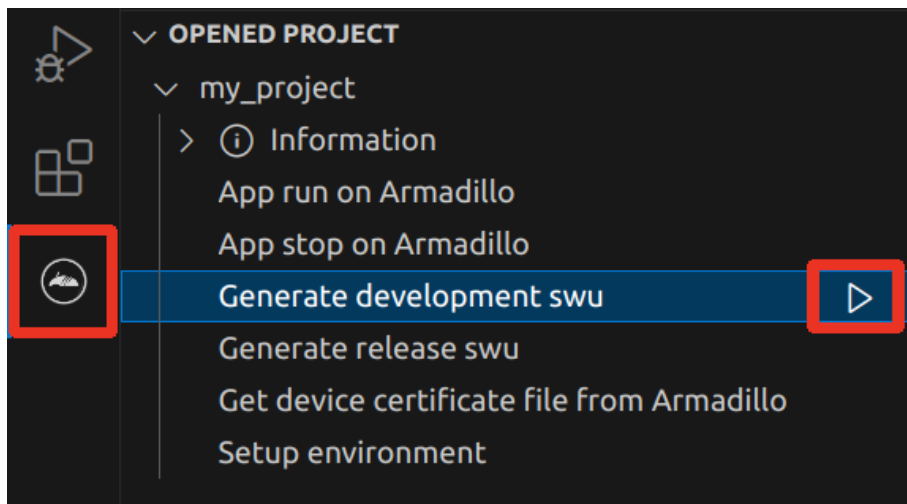 OPENED PROJECT
my_project
Information
App run on Armadillo
App stop on Armadillo
Generate development swu
Generate release swu
Get device certificate file from Armadillo
Setup environment